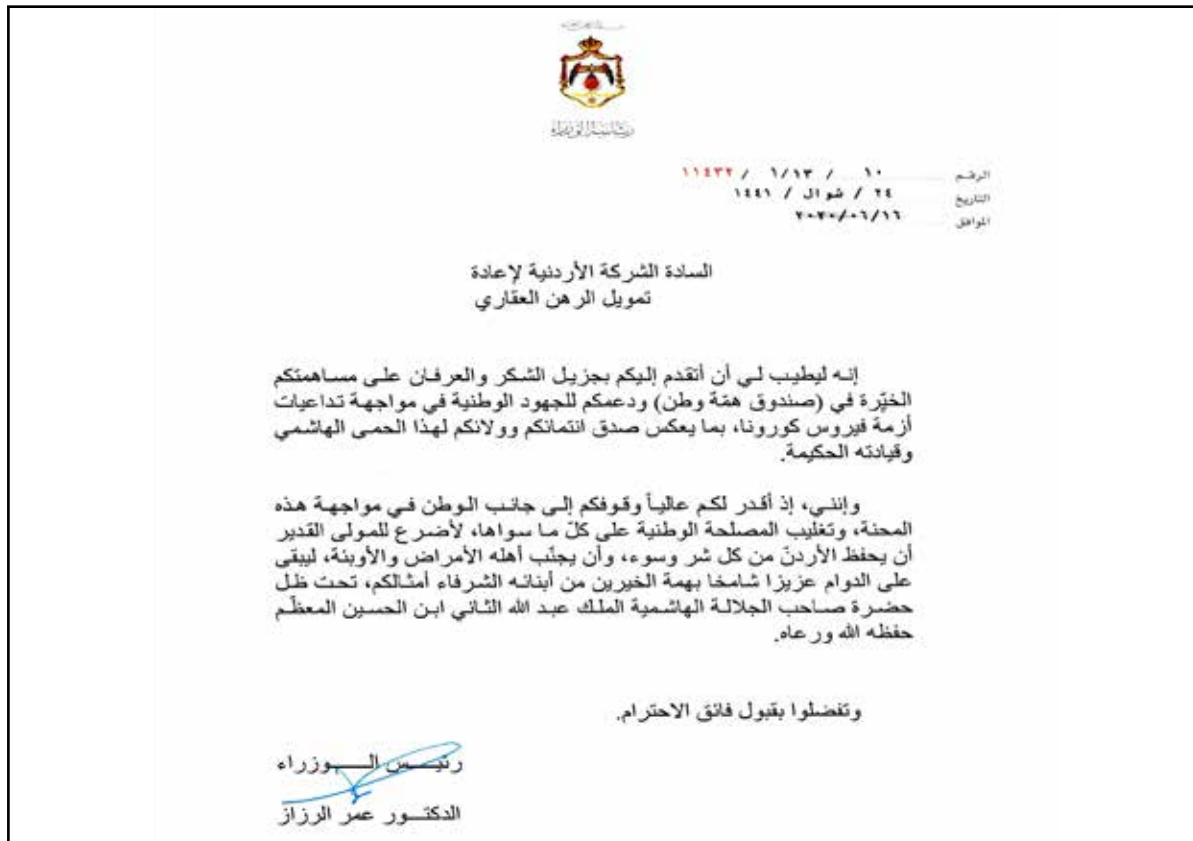 رئاسة الوزراء
الرقم ١٠ / ٦/١٣ / ١١٤٣٢
التاريخ ٢٤ / شوال / ١٤٤١
الموافق ٢٠٢٠/٠٦/١٦
السادة الشركة الأردنية لإعادة
تمويل الرهن العقاري
إنه ليطيب لي أن أتقدم إليكم بجزيل الشكر والعرفان على مساهمتكم
الخيّرة في (صندوق همّة وطن) ودعمكم للجهود الوطنية في مواجهة تداعيات
أزمة فيروس كورونا، بما يعكس صدق انتمائكم وولائكم لهذا الحمى الهاشمي
وقيادته الحكيمة.
وإنني، إذ أقدر لكم عالياً وقوفكم إلى جانب الوطن في مواجهة هذه
المحنة، وتغليب المصلحة الوطنية على كلّ ما سواها، لأضرع للمولى القدير
أن يحفظ الأردنّ من كل شر وسوء، وأن يجنّب أهله الأمراض والأوبئة، ليبقى
على الدوام عزيزا شامخا بهمة الخيرين من أبنائه الشرفاء أمثالكم، تحت ظل
حضرة صاحب الجلالة الهاشمية الملك عبد الله الثاني ابن الحسين المعظّم
حفظه الله ورعاه.
وتفضلوا بقبول فائق الاحترام.
رئيس الوزراء
الدكتور عمر الرزاز